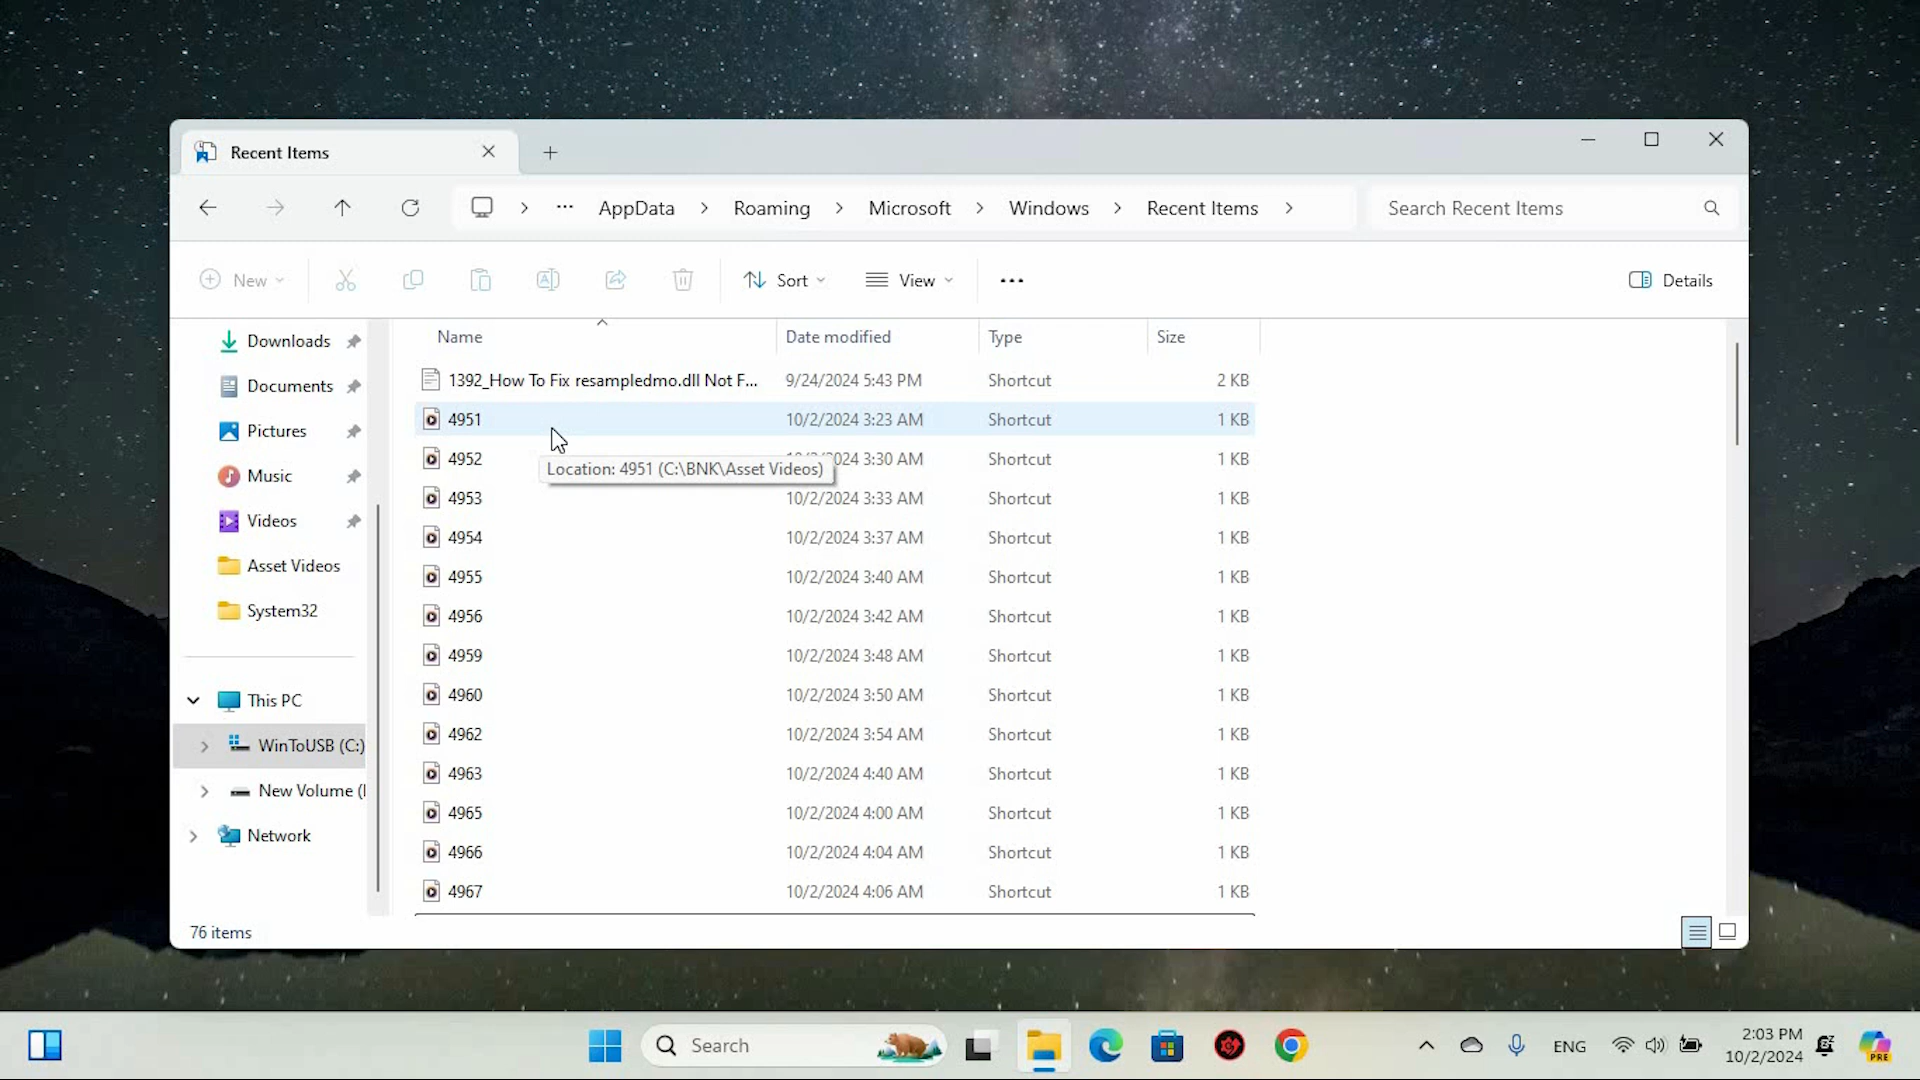 Recent Items
AppData Roaming Microsoft Windows Recent Items
Search Recent Items
New
Sort
View
Details
Downloads
Documents
Pictures
Music
Videos
Asset Videos
System32
This PC
WinToUSB (C:)
New Volume (
Network
Name Date modified Type Size
1392_How To Fix resampledmo.dll Not F... 9/24/2024 5:43 PM Shortcut 2 KB
4951 10/2/2024 3:23 AM Shortcut 1 KB
4952 10/2/2024 3:30 AM Shortcut 1 KB
Location: 4951 (C:\BNK\Asset Videos)
4953 10/2/2024 3:33 AM Shortcut 1 KB
4954 10/2/2024 3:37 AM Shortcut 1 KB
4955 10/2/2024 3:40 AM Shortcut 1 KB
4956 10/2/2024 3:42 AM Shortcut 1 KB
4959 10/2/2024 3:48 AM Shortcut 1 KB
4960 10/2/2024 3:50 AM Shortcut 1 KB
4962 10/2/2024 3:54 AM Shortcut 1 KB
4963 10/2/2024 4:40 AM Shortcut 1 KB
4965 10/2/2024 4:00 AM Shortcut 1 KB
4966 10/2/2024 4:04 AM Shortcut 1 KB
4967 10/2/2024 4:06 AM Shortcut 1 KB
76 items
Search
ENG
2:03 PM
10/2/2024
PRE